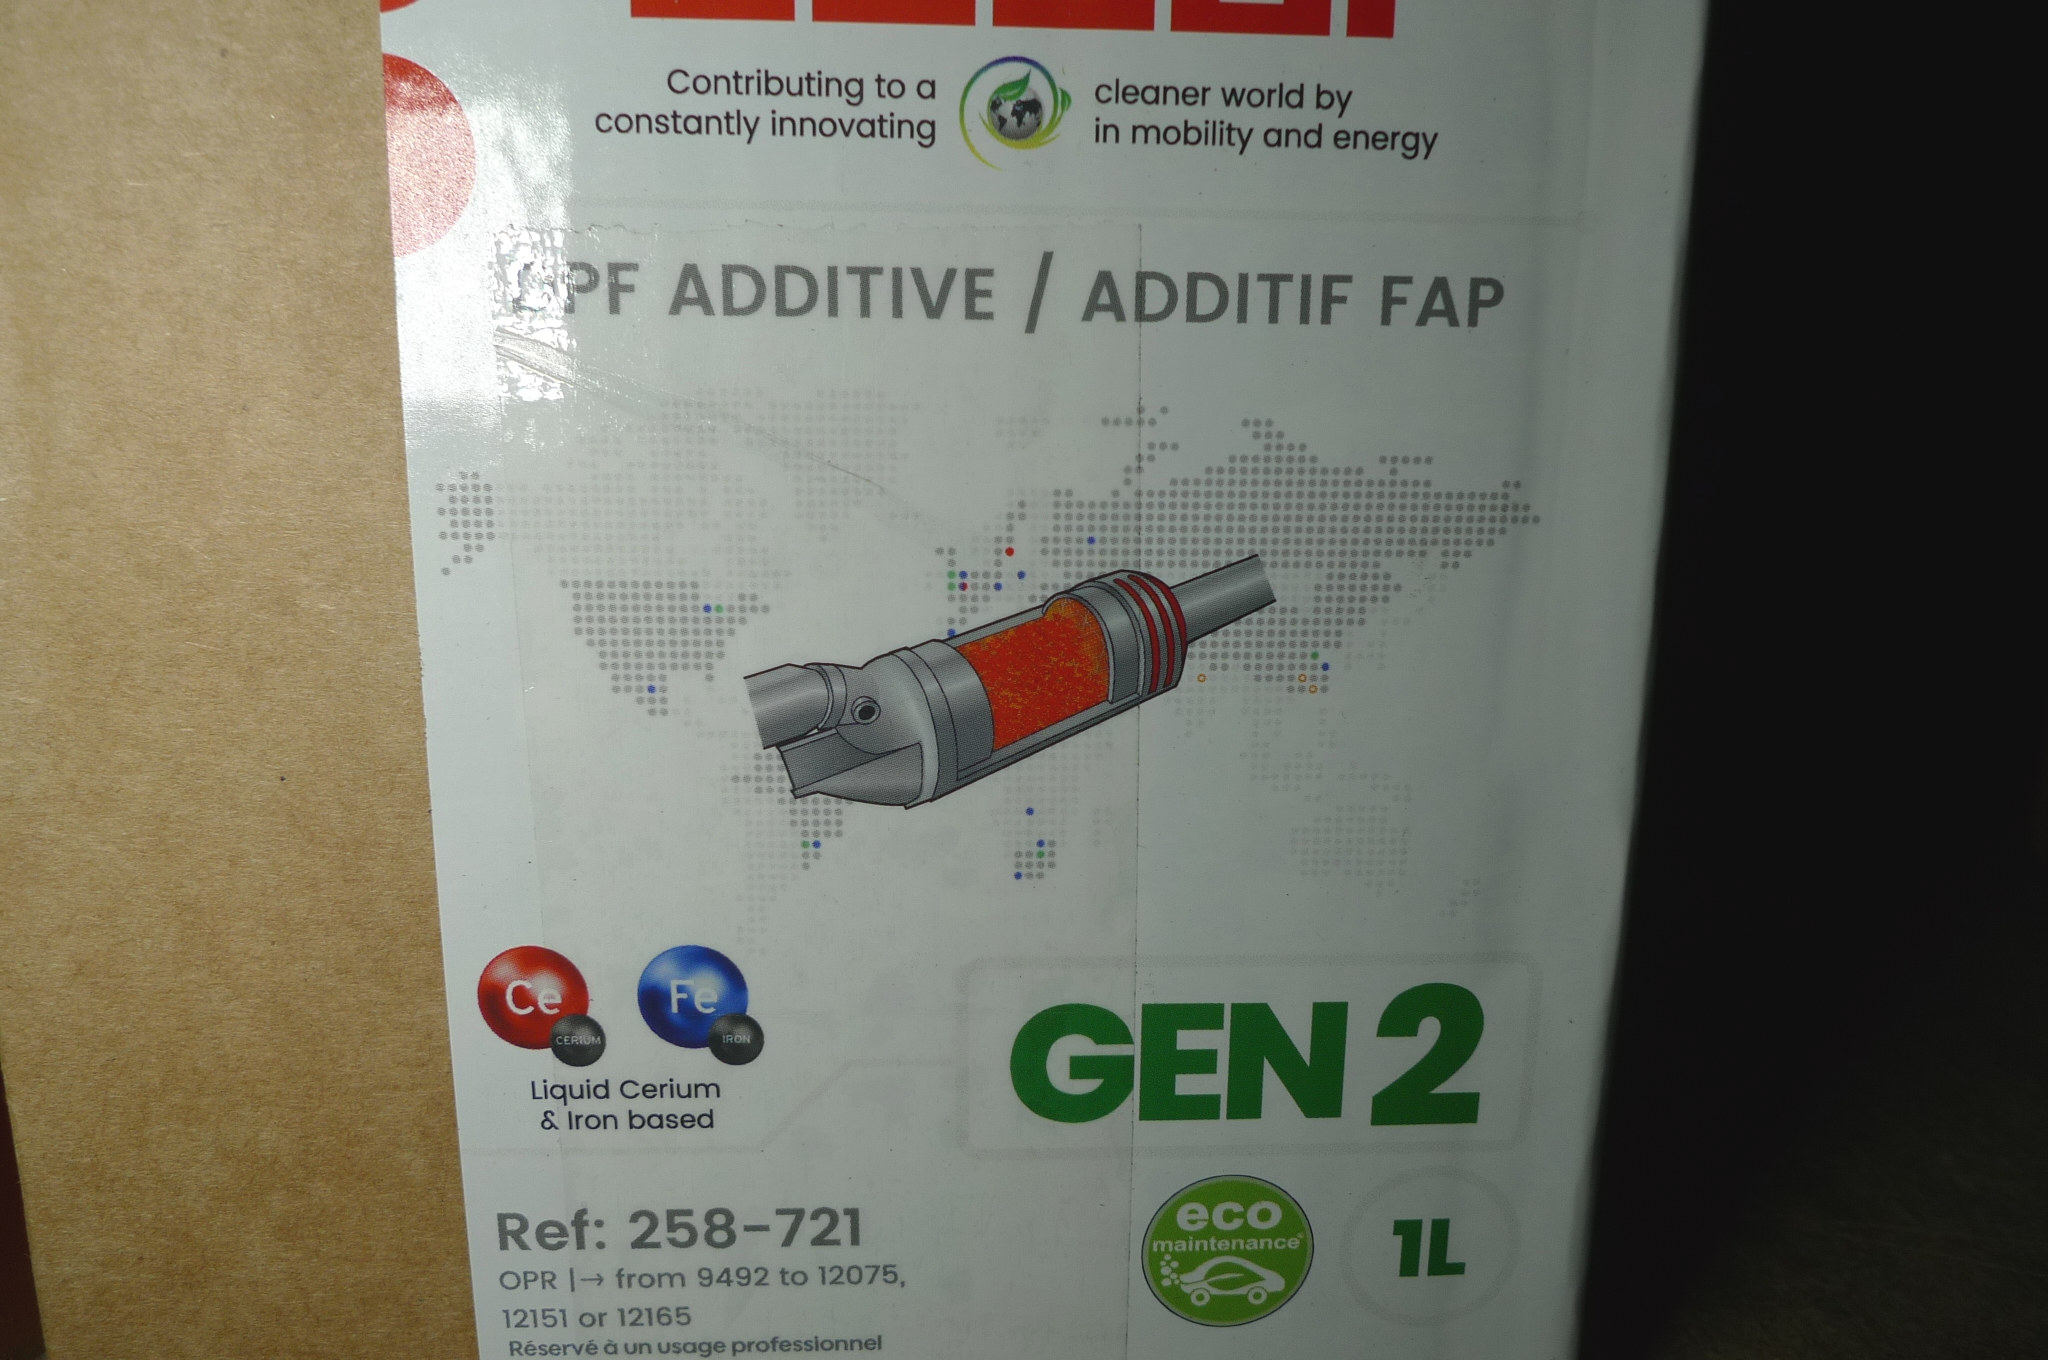 Contributing to a cleaner world by
constantly innovating in mobility and energy
DPF ADDITIVE / ADDITIF FAP
Ce Fe
CERIUM IRON
Liquid Cerium
& Iron based
GEN 2
Ref: 258-721
OPR |→ from 9492 to 12075,
12151 or 12165
Réservé à un usage professionnel
eco
maintenance®
1L